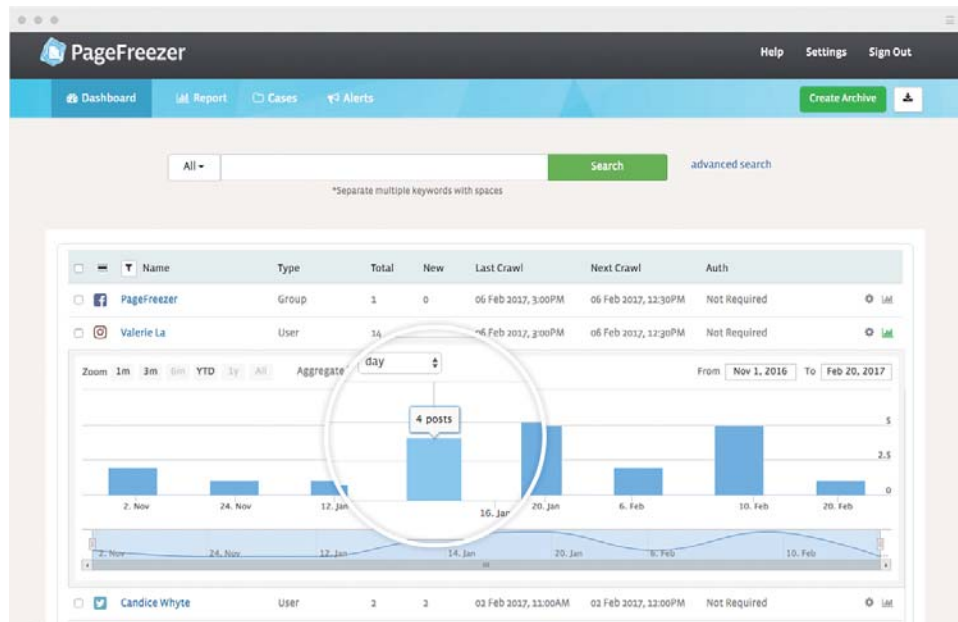 PageFreezer
Help Settings Sign Out
Dashboard Report Cases Alerts Create Archive
All Search advanced search
*Separate multiple keywords with spaces
Name Type Total New Last Crawl Next Crawl Auth
PageFreezer Group 1 0 06 Feb 2017, 3:00PM 06 Feb 2017, 12:30PM Not Required
Valerie La User 14 06 Feb 2017, 3:00PM 06 Feb 2017, 12:30PM Not Required
Zoom 1m 3m 6m YTD 1y All Aggregate day From Nov 1, 2016 To Feb 20, 2017
4 posts
5
2.5
0
2. Nov 24. Nov 12. Jan 16. Jan 20. Jan 6. Feb 10. Feb 20. Feb
2. Nov 24. Nov 12. Jan 14. Jan 20. Jan 6. Feb 10. Feb
Candice Whyte User 2 2 02 Feb 2017, 11:00AM 02 Feb 2017, 12:00PM Not Required